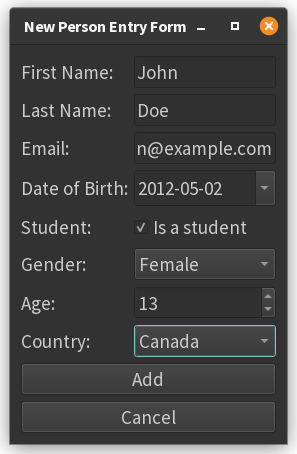 New Person Entry Form
First Name: John
Last Name: Doe
Email: n@example.com
Date of Birth: 2012-05-02
Student: Is a student
Gender: Female
Age: 13
Country: Canada
Add
Cancel